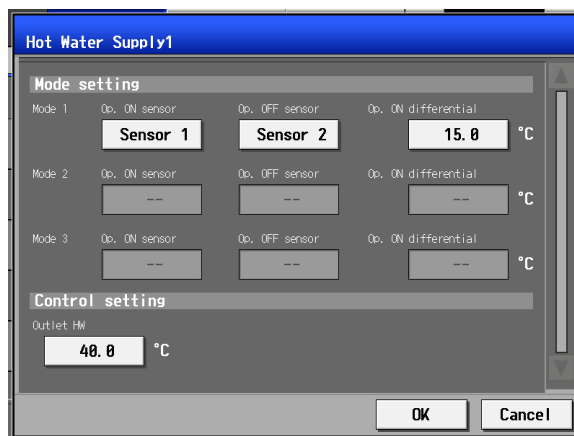 Hot Water Supply1
Mode setting
Mode 1 Op. ON sensor Op. OFF sensor Op. ON differential
Sensor 1 Sensor 2 15.0 °C
Mode 2 Op. ON sensor Op. OFF sensor Op. ON differential
-- -- -- °C
Mode 3 Op. ON sensor Op. OFF sensor Op. ON differential
-- -- -- °C
Control setting
Outlet HW
40.0 °C
OK Cancel